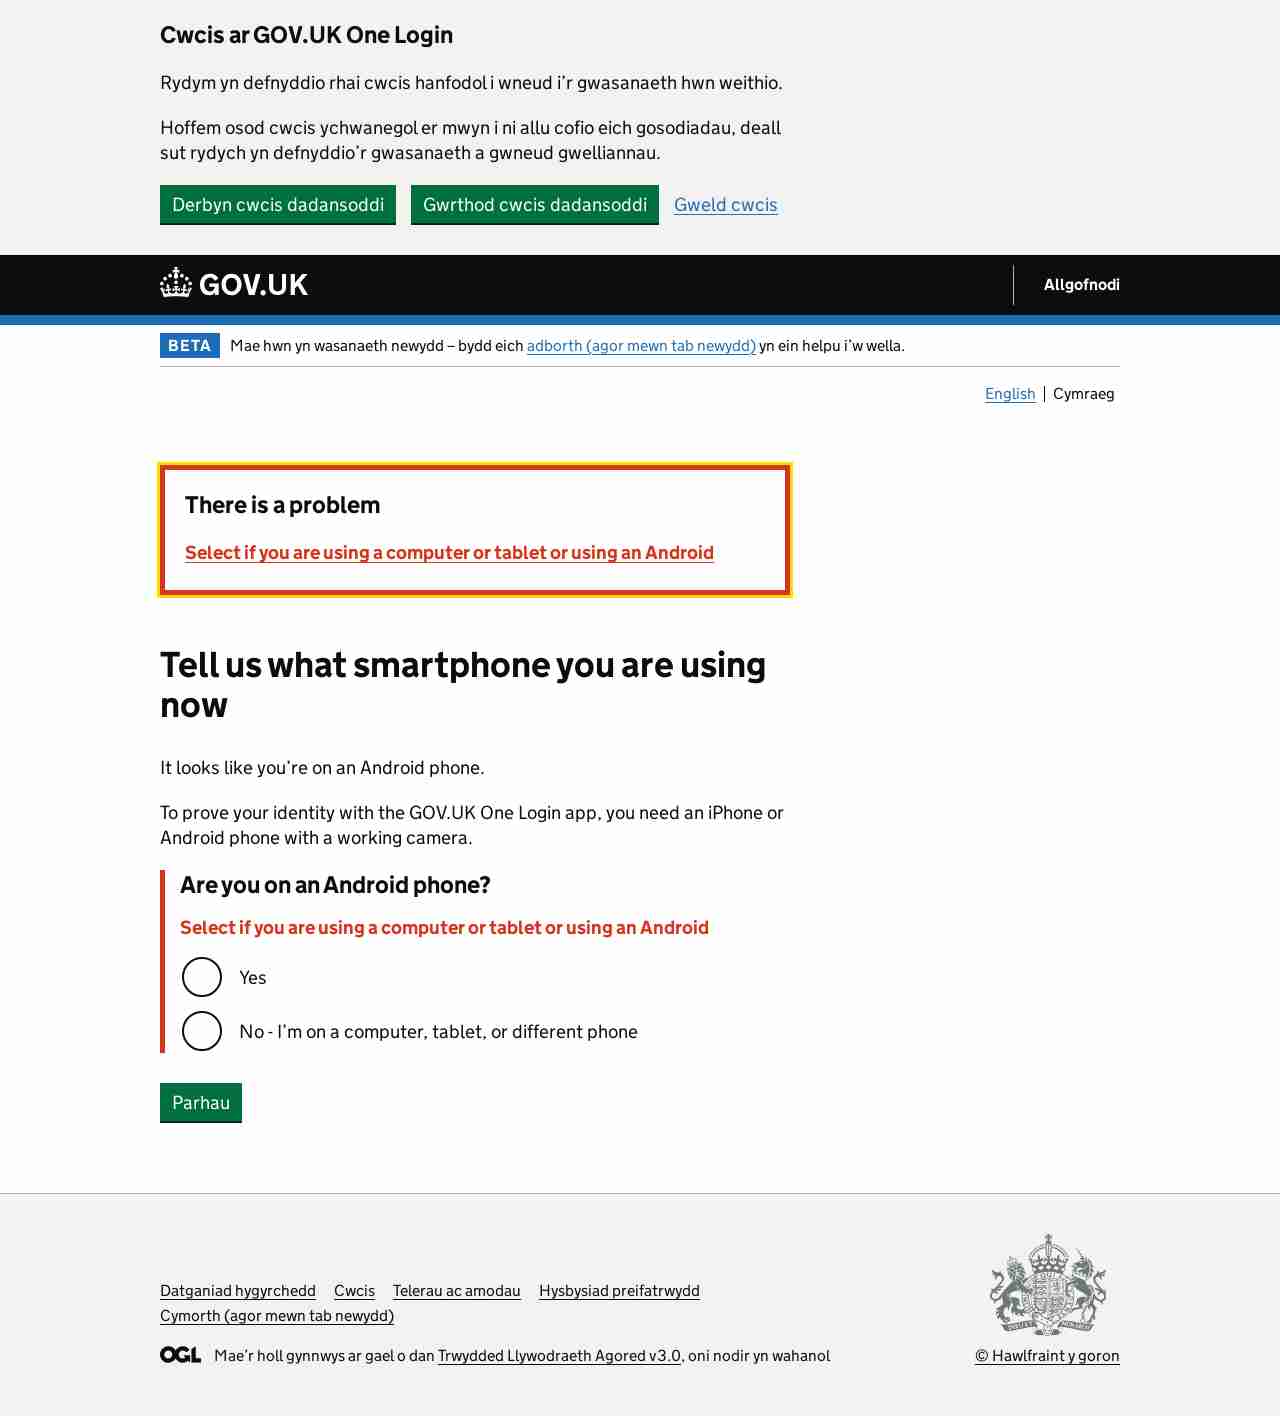 Cwcis ar GOV.UK One Login
Rydym yn defnyddio rhai cwcis hanfodol i wneud i’r gwasanaeth hwn weithio.
Hoffem osod cwcis ychwanegol er mwyn i ni allu cofio eich gosodiadau, deall
sut rydych yn defnyddio’r gwasanaeth a gwneud gwelliannau.
Derbyn cwcis dadansoddi Gwrthod cwcis dadansoddi Gweld cwcis
GOV.UK Allgofnodi
BETA Mae hwn yn wasanaeth newydd – bydd eich adborth (agor mewn tab newydd) yn ein helpu i’w wella.
English Cymraeg
There is a problem
Select if you are using a computer or tablet or using an Android
Tell us what smartphone you are using
now
It looks like you’re on an Android phone.
To prove your identity with the GOV.UK One Login app, you need an iPhone or
Android phone with a working camera.
Are you on an Android phone?
Select if you are using a computer or tablet or using an Android
Yes
No - I’m on a computer, tablet, or different phone
Parhau
Datganiad hygyrchedd Cwcis Telerau ac amodau Hysbysiad preifatrwydd
Cymorth (agor mewn tab newydd)
OGL Mae’r holl gynnwys ar gael o dan Trwydded Llywodraeth Agored v3.0, oni nodir yn wahanol
© Hawlfraint y goron